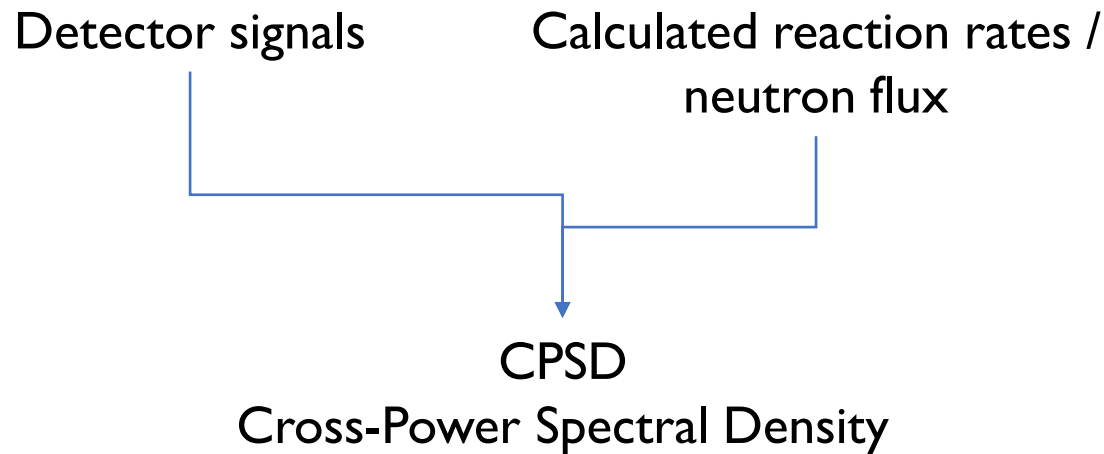 Detector signals
Calculated reaction rates /
neutron flux
CPSD
Cross-Power Spectral Density